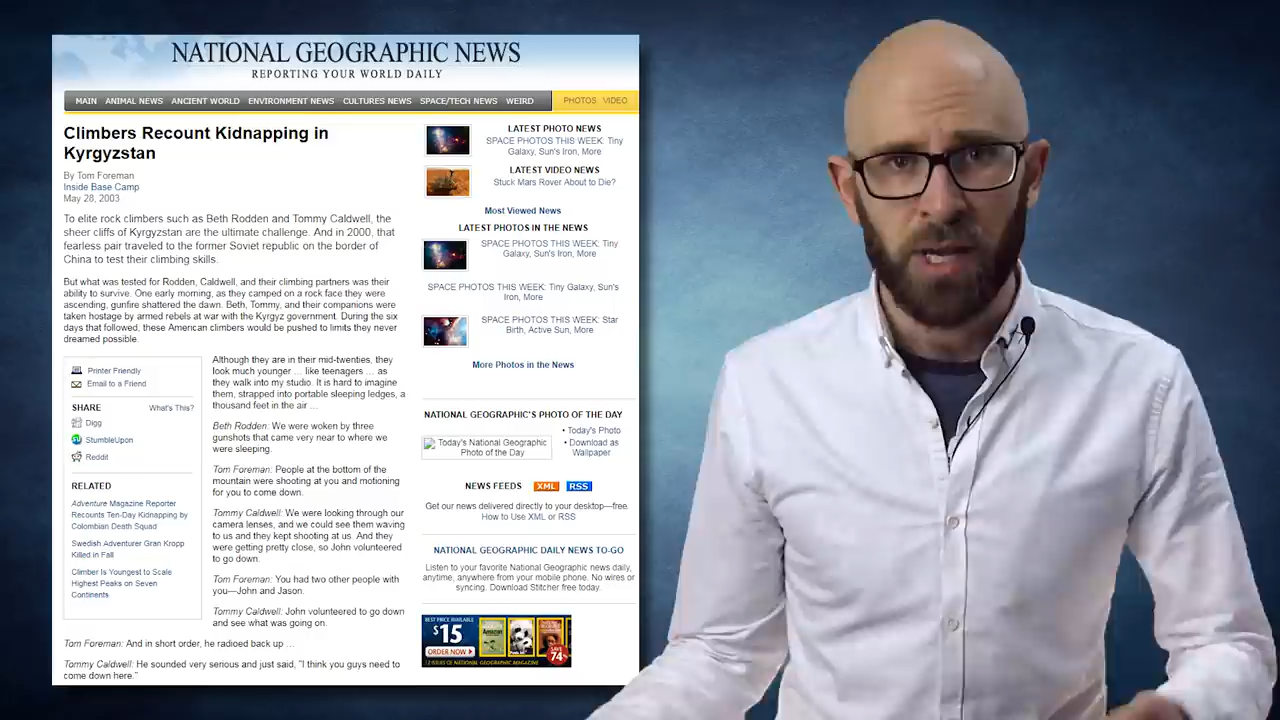 NATIONAL GEOGRAPHIC NEWS
REPORTING YOUR WORLD DAILY
MAIN ANIMAL NEWS ANCIENT WORLD ENVIRONMENT NEWS CULTURES NEWS SPACE/TECH NEWS WEIRD PHOTOS VIDEO
Climbers Recount Kidnapping in
Kyrgyzstan
By Tom Foreman
Inside Base Camp
May 28, 2003
To elite rock climbers such as Beth Rodden and Tommy Caldwell, the
sheer cliffs of Kyrgyzstan are the ultimate challenge. And in 2000, that
fearless pair traveled to the former Soviet republic on the border of
China to test their climbing skills.
But what was tested for Rodden, Caldwell, and their climbing partners was their
ability to survive. One early morning, as they camped on a rock face they were
ascending, gunfire shattered the dawn. Beth, Tommy, and their companions were
taken hostage by armed rebels at war with the Kyrgyz government. During the six
days that followed, these American climbers would be pushed to limits they never
dreamed possible.
Printer Friendly
Email to a Friend
SHARE What's This?
Digg
StumbleUpon
Reddit
RELATED
Adventure Magazine Reporter
Recounts Ten-Day Kidnapping by
Colombian Death Squad
Swedish Adventurer Gran Kropp
Killed in Fall
Climber Is Youngest to Scale
Highest Peaks on Seven
Continents
Although they are in their mid-twenties, they
look much younger ... like teenagers ... as
they walk into my studio. It is hard to imagine
them, strapped into portable sleeping ledges, a
thousand feet in the air ...
Beth Rodden: We were woken by three
gunshots that came very near to where we
were sleeping.
Tom Foreman: People at the bottom of the
mountain were shooting at you and motioning
for you to come down.
Tommy Caldwell: We were looking through our
camera lenses, and we could see them waving
to us and they kept shooting at us. And they
were getting pretty close, so John volunteered
to go down.
Tom Foreman: You had two other people with
you—John and Jason.
Tommy Caldwell: John volunteered to go down
and see what was going on.
Tom Foreman: And in short order, he radioed back up ...
Tommy Caldwell: He sounded very serious and just said, "I think you guys need to
come down here."
LATEST PHOTO NEWS
SPACE PHOTOS THIS WEEK: Tiny
Galaxy, Sun's Iron, More
LATEST VIDEO NEWS
Stuck Mars Rover About to Die?
Most Viewed News
LATEST PHOTOS IN THE NEWS
SPACE PHOTOS THIS WEEK: Tiny
Galaxy, Sun's Iron, More
SPACE PHOTOS THIS WEEK: Tiny Galaxy, Sun's
Iron, More
SPACE PHOTOS THIS WEEK: Star
Birth, Active Sun, More
More Photos in the News
NATIONAL GEOGRAPHIC'S PHOTO OF THE DAY
Today's National Geographic
Photo of the Day
• Today's Photo
• Download as
Wallpaper
NEWS FEEDS XML RSS
Get our news delivered directly to your desktop—free.
How to Use XML or RSS
NATIONAL GEOGRAPHIC DAILY NEWS TO-GO
Listen to your favorite National Geographic news daily,
anytime, anywhere from your mobile phone. No wires or
syncing. Download Stitcher free today.
BEST PRICE AVAILABLE
$15
ORDER NOW
SAVE
74%
12 ISSUES OF NATIONAL GEOGRAPHIC MAGAZINE